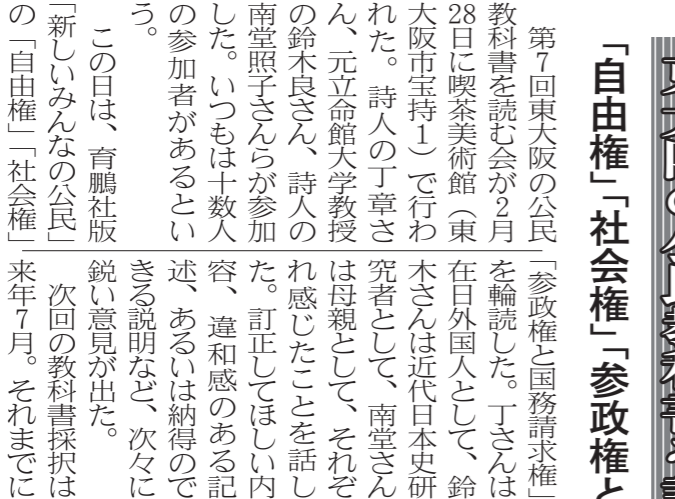 「自由権」「社会権」「参政権と
第7回東大阪の公民
教科書を読む会が2月
28日に喫茶美術館（東
大阪市宝持1）で行わ
れた。詩人の丁章さ
ん、元立命館大学教授
の鈴木良さん、詩人の
南堂照子さんらが参加
した。いつもは十数人
の参加者があるとい
う。
この日は、育鵬社版
「新しいみんなの公民」
の「自由権」「社会権」
「参政権と国務請求権」
を輪読した。丁さんは
在日外国人として、鈴
木さんは近代日本史研
究者として、南堂さん
は母親として、それぞ
れ感じたことを話し
た。訂正してほしい内
容、違和感のある記
述、あるいは納得ので
きる説明など、次々に
鋭い意見が出た。
次回の教科書採択は
来年7月。それまでに